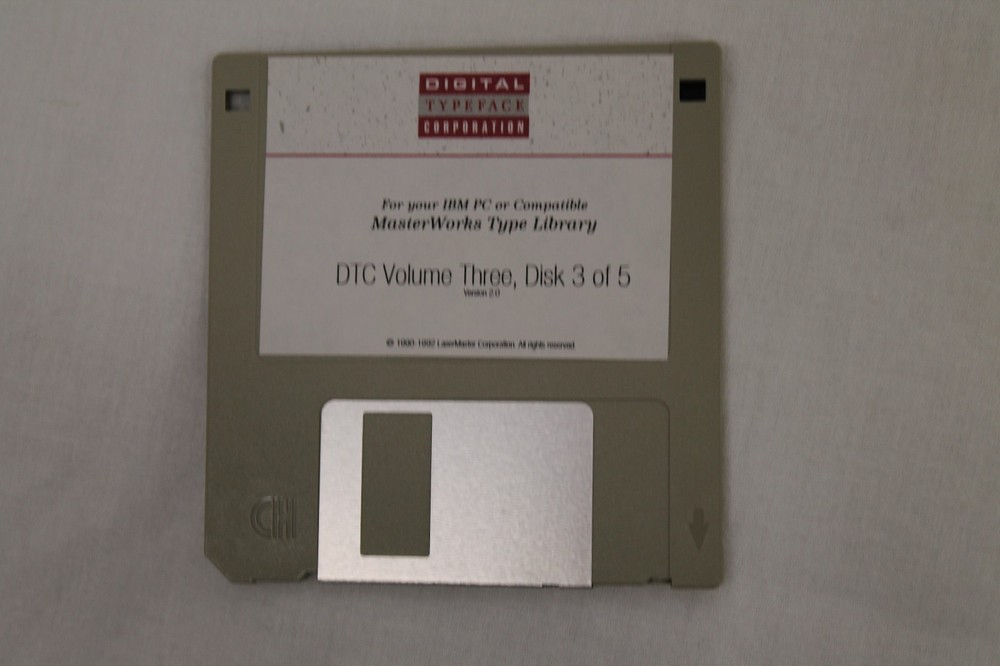 DIGITAL
TYPEFACE
CORPORATION
For your IBM PC or Compatible
MasterWorks Type Library
DTC Volume Three, Disk 3 of 5
Version 2.0
© 1990-1992 LaserMaster Corporation. All rights reserved.